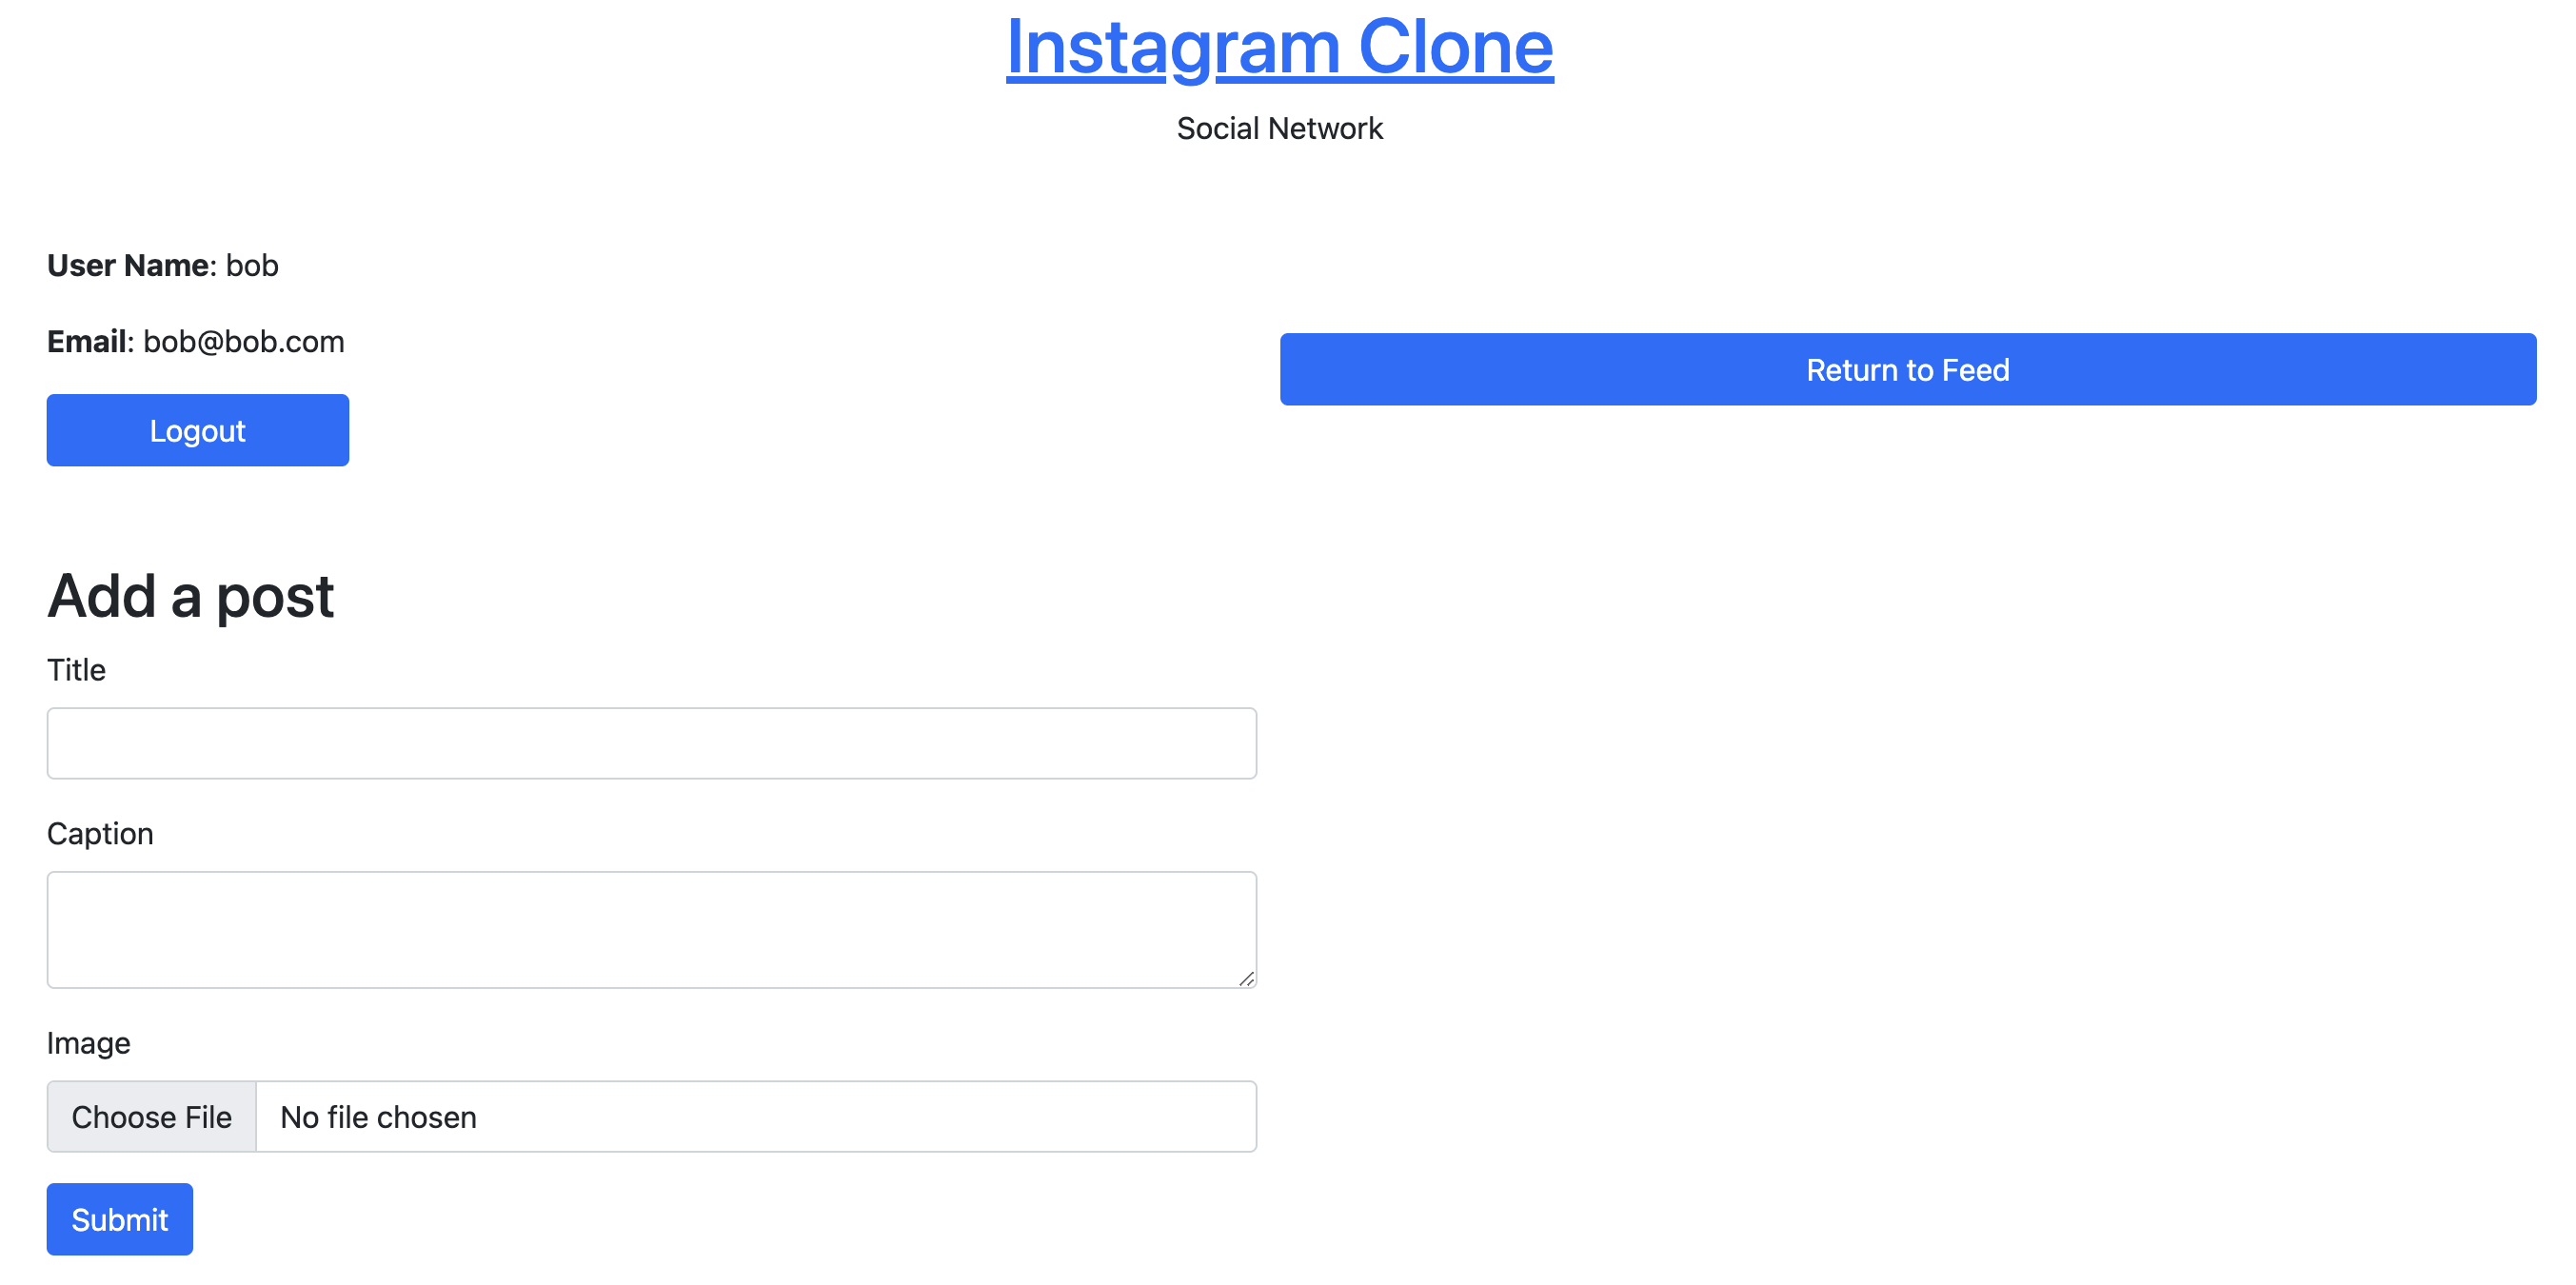 Instagram Clone
Social Network
User Name: bob
Email: bob@bob.com
Return to Feed
Logout
Add a post
Title
Caption
Image
Choose File No file chosen
Submit